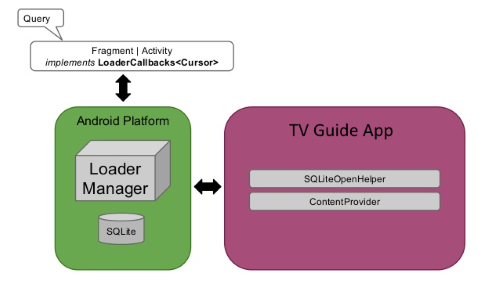 Query
Fragment | Activity
implements LoaderCallbacks<Cursor>
Android Platform
Loader
Manager
SQLite
TV Guide App
SQLiteOpenHelper
ContentProvider